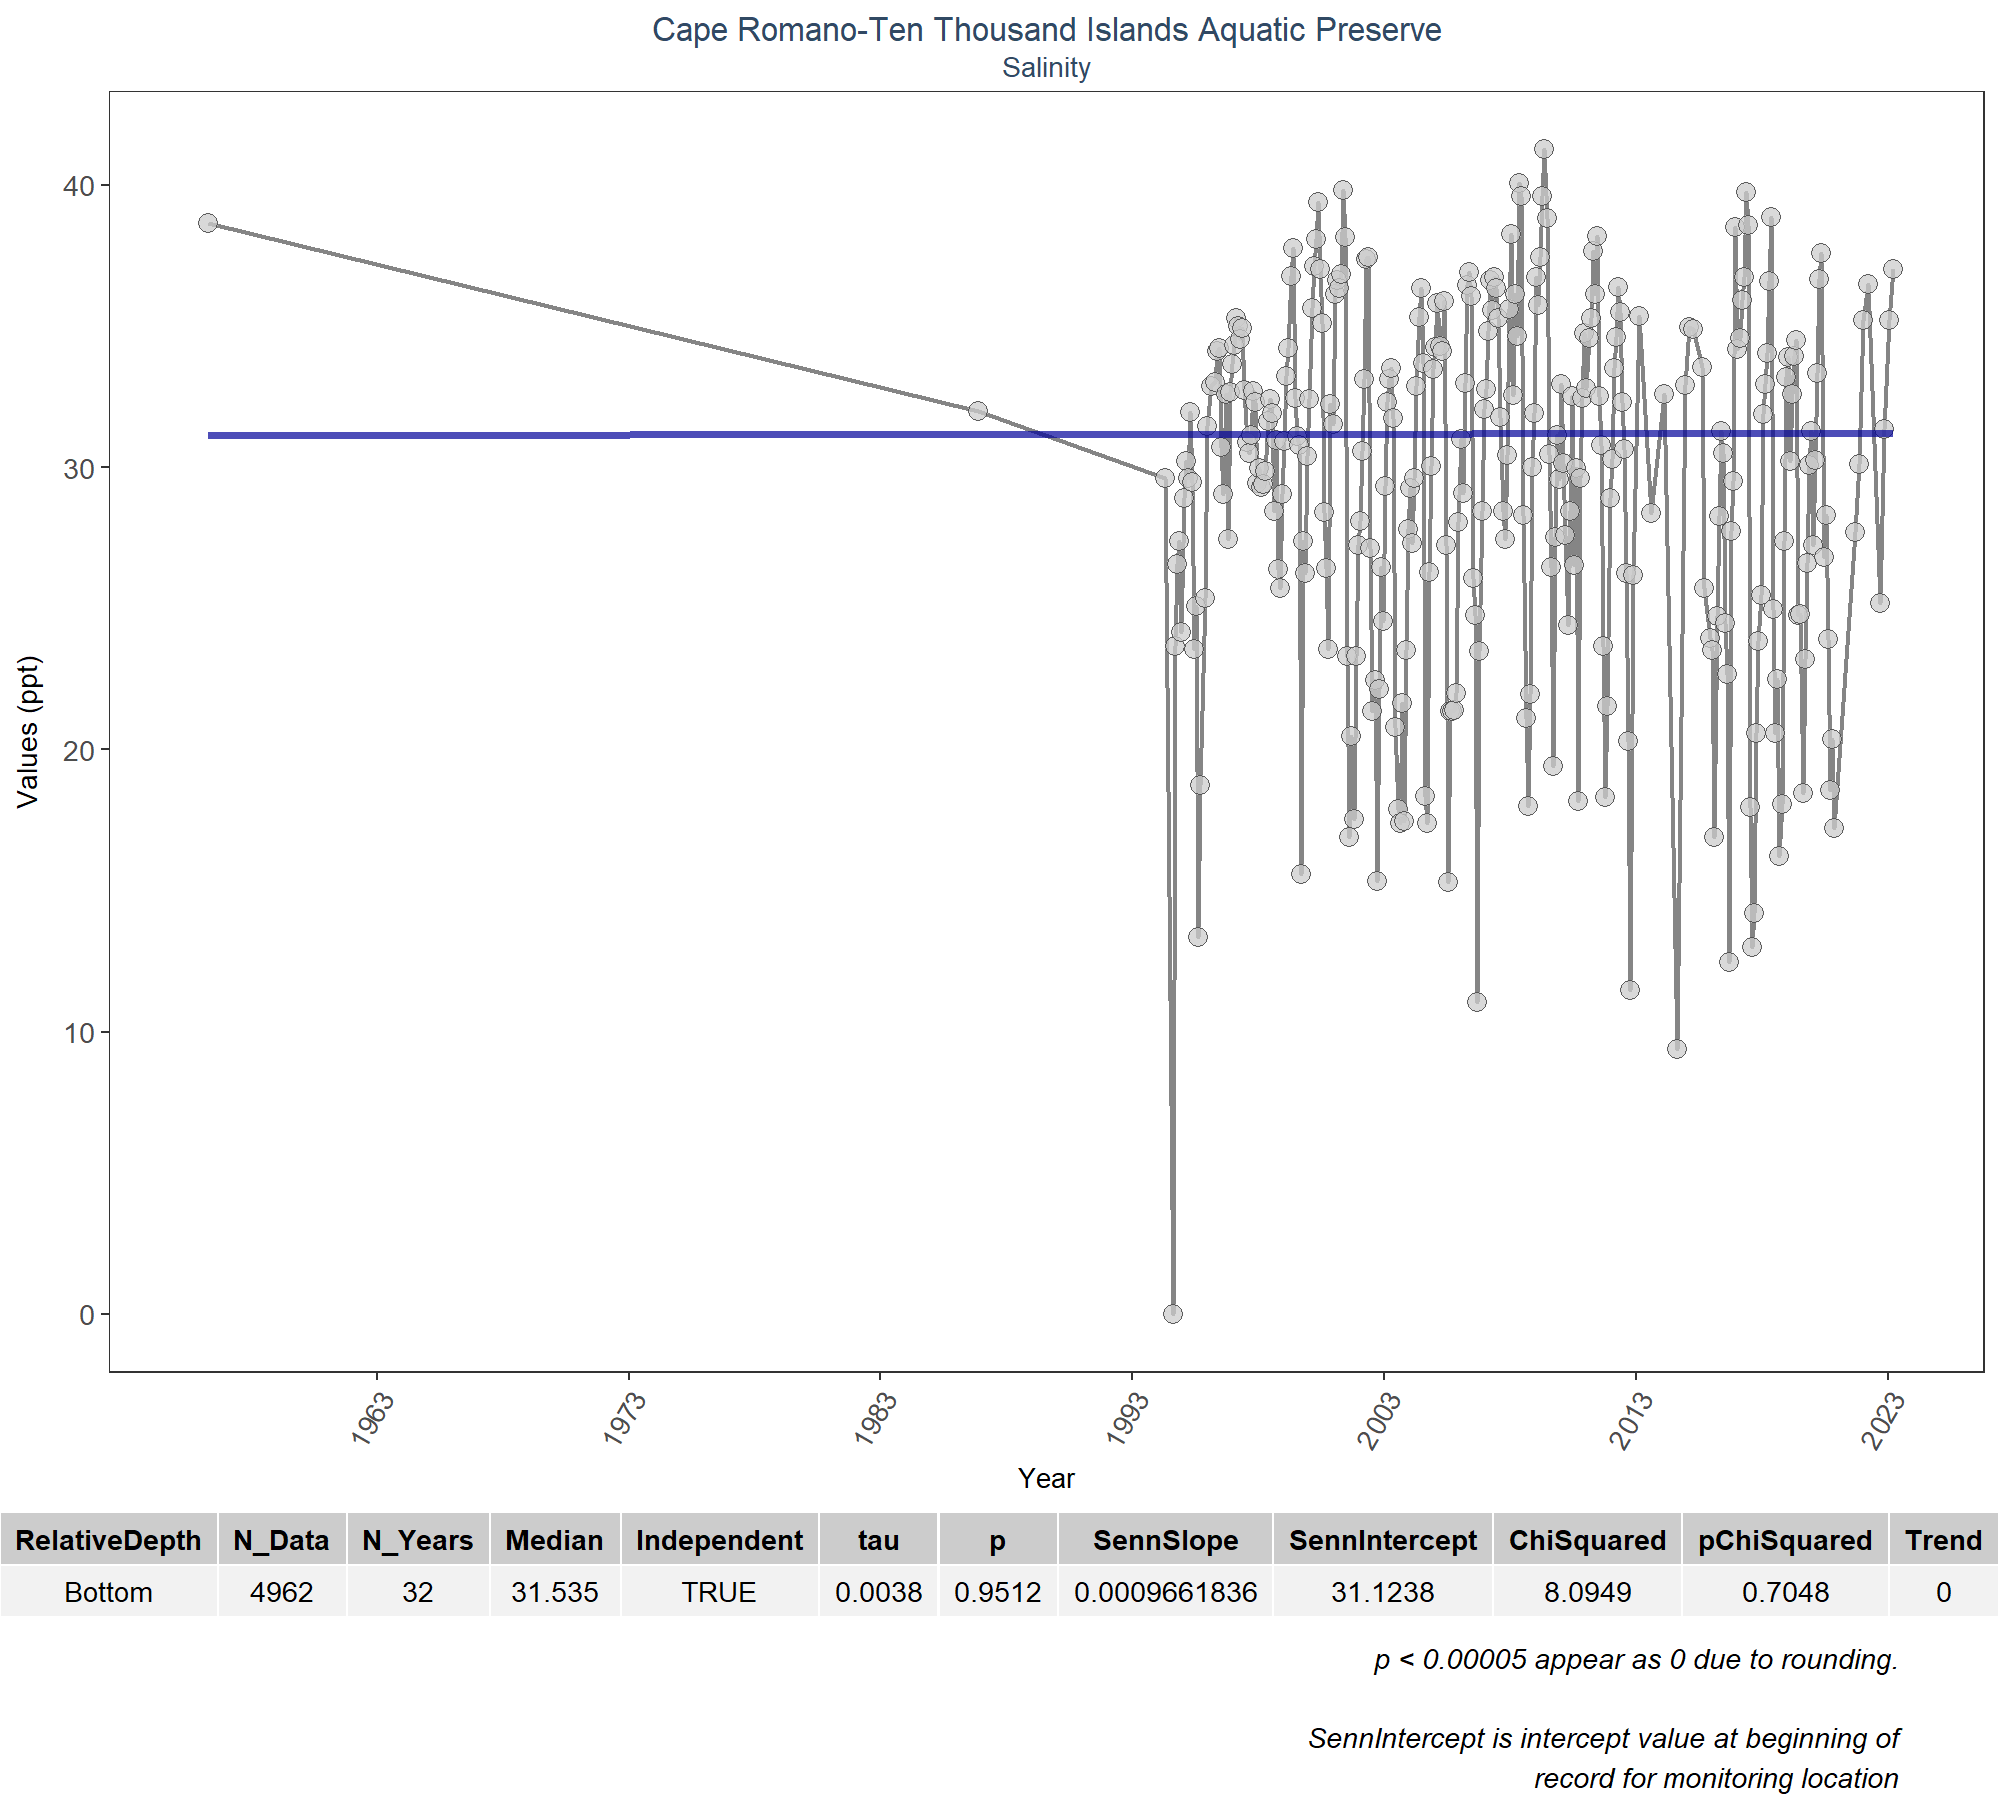 Cape Romano-Ten Thousand Islands Aquatic Preserve
Salinity
40
30
20
10
0
Values (ppt)
1963
1973
1983
1993
2003
2013
2023
Year
RelativeDepth N_Data N_Years Median Independent tau p SennSlope SennIntercept ChiSquared pChiSquared Trend
Bottom 4962 32 31.535 TRUE 0.0038 0.9512 0.0009661836 31.1238 8.0949 0.7048 0
p < 0.00005 appear as 0 due to rounding.
SennIntercept is intercept value at beginning of
record for monitoring location